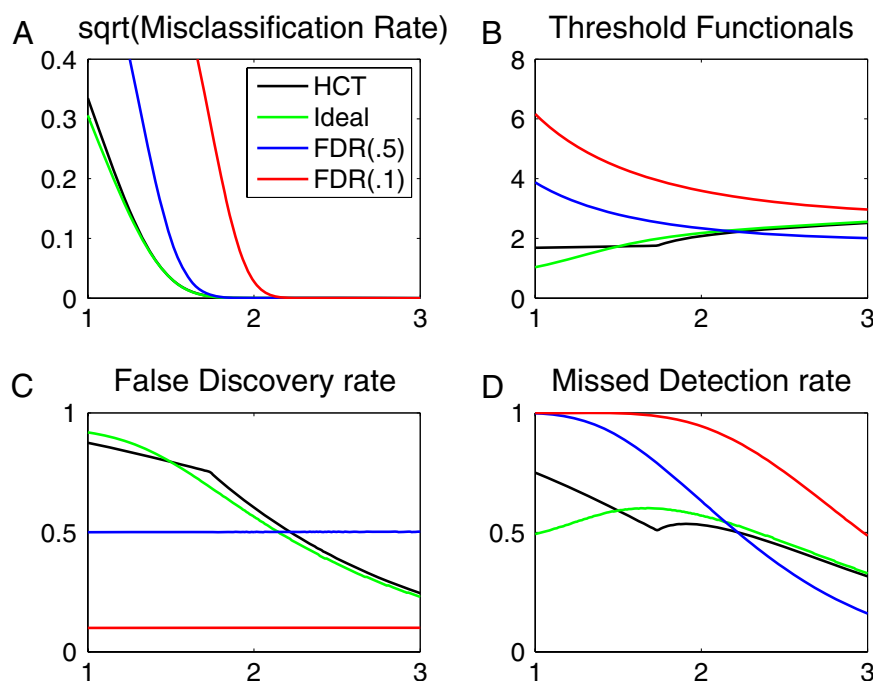 A sqrt(Misclassification Rate)
0.4
0.3
0.2
0.1
0
1 2 3
HCT
Ideal
FDR(.5)
FDR(.1)
B Threshold Functionals
8
6
4
2
0
1 2 3
C False Discovery rate
1
0.5
0
1 2 3
D Missed Detection rate
1
0.5
0
1 2 3